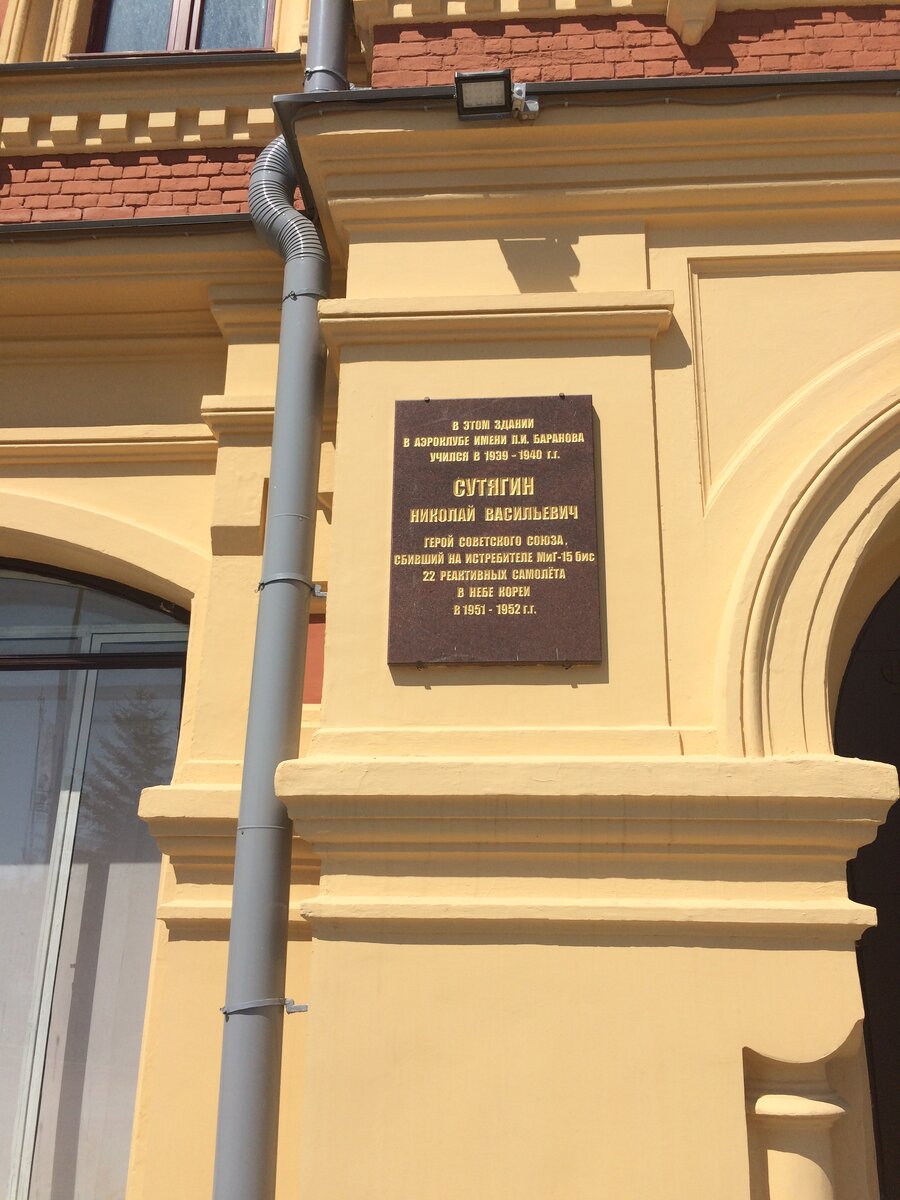 В ЭТОМ ЗДАНИИ
В АЭРОКЛУБЕ ИМЕНИ П.И. БАРАНОВА
УЧИЛСЯ В 1939 - 1940 г.г.
СУТЯГИН
НИКОЛАЙ ВАСИЛЬЕВИЧ
ГЕРОЙ СОВЕТСКОГО СОЮЗА,
СБИВШИЙ НА ИСТРЕБИТЕЛЕ МиГ-15 бис
22 РЕАКТИВНЫХ САМОЛЁТА
В НЕБЕ КОРЕИ
В 1951 - 1952 г.г.